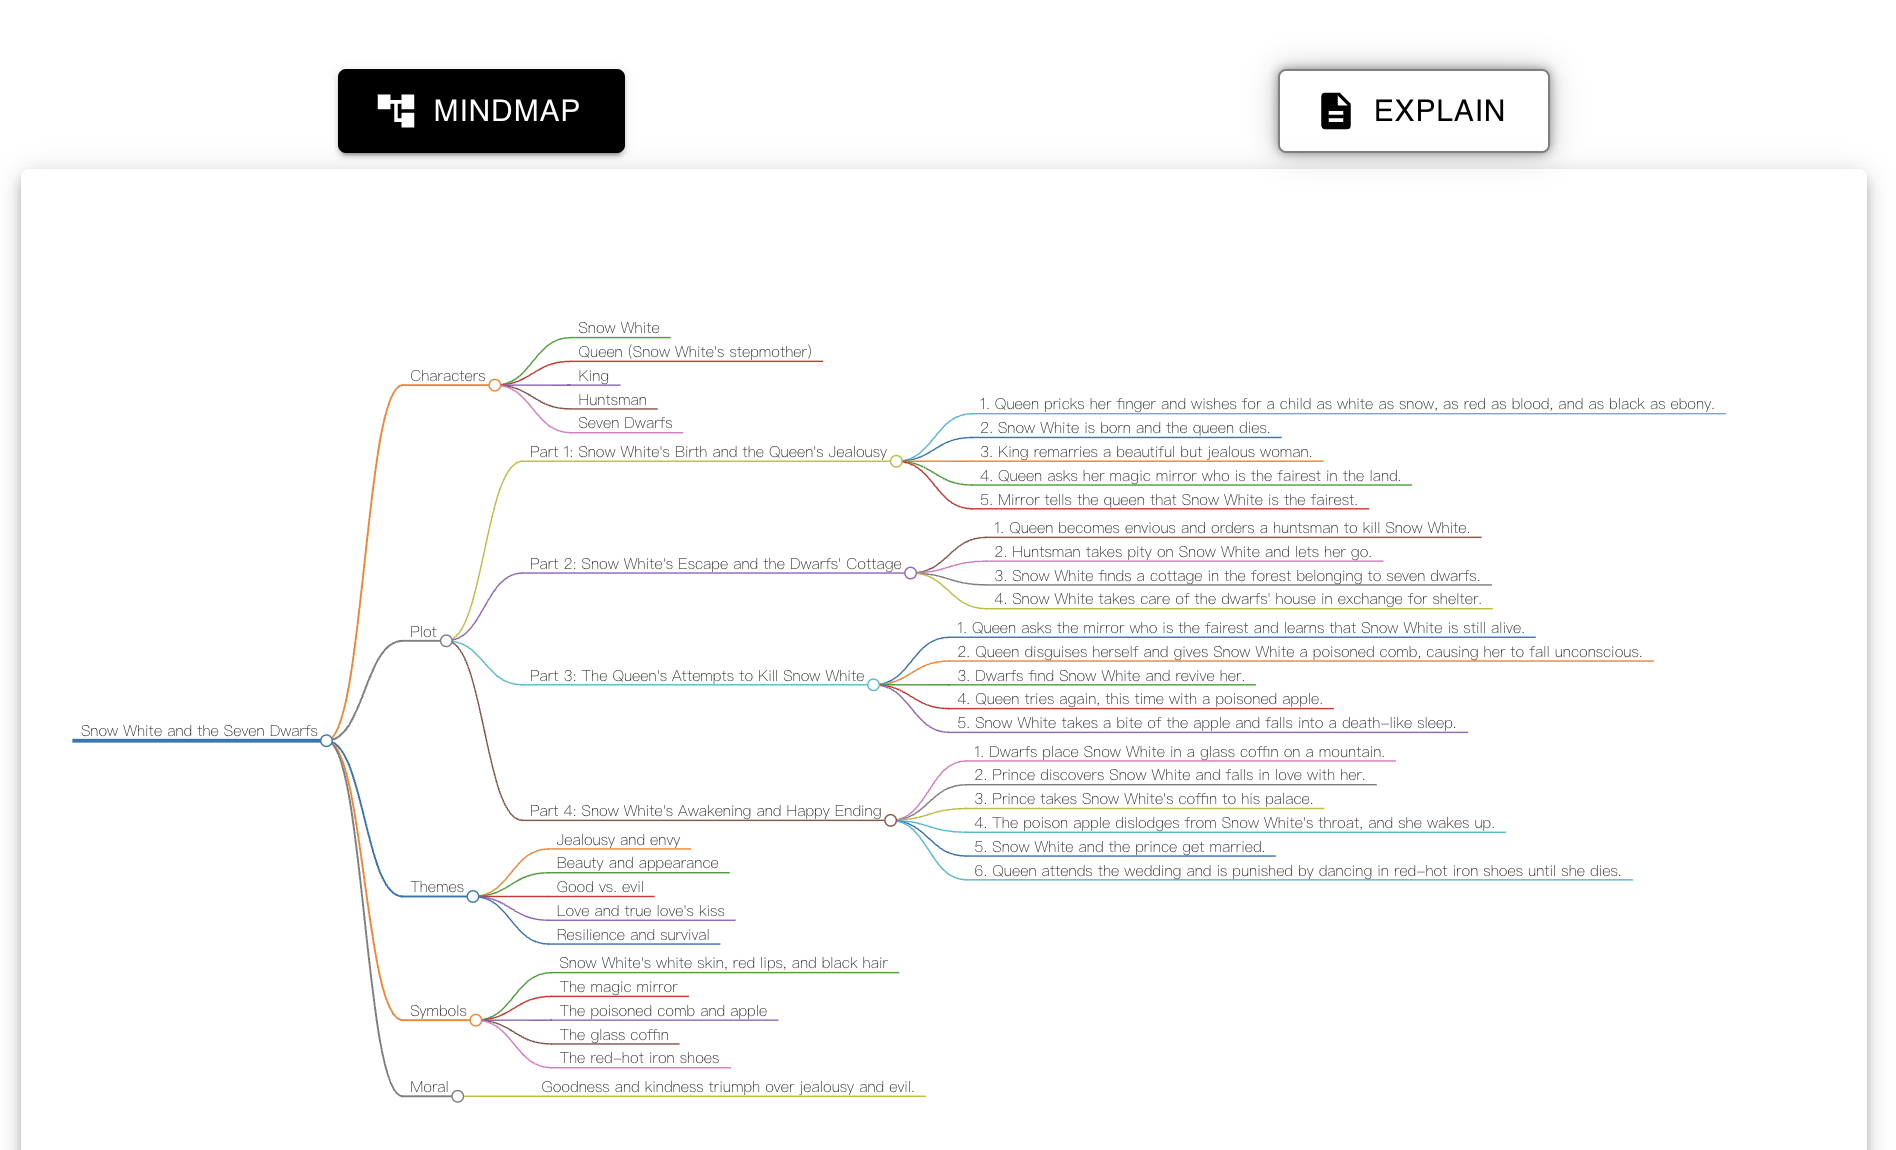 MINDMAP
EXPLAIN
Snow White and the Seven Dwarfs
Characters
Snow White
Queen (Snow White's stepmother)
King
Huntsman
Seven Dwarfs
Plot
Part 1: Snow White's Birth and the Queen's Jealousy
1. Queen pricks her finger and wishes for a child as white as snow, as red as blood, and as black as ebony.
2. Snow White is born and the queen dies.
3. King remarries a beautiful but jealous woman.
4. Queen asks her magic mirror who is the fairest in the land.
5. Mirror tells the queen that Snow White is the fairest.
Part 2: Snow White's Escape and the Dwarfs' Cottage
1. Queen becomes envious and orders a huntsman to kill Snow White.
2. Huntsman takes pity on Snow White and lets her go.
3. Snow White finds a cottage in the forest belonging to seven dwarfs.
4. Snow White takes care of the dwarfs' house in exchange for shelter.
Part 3: The Queen's Attempts to Kill Snow White
1. Queen asks the mirror who is the fairest and learns that Snow White is still alive.
2. Queen disguises herself and gives Snow White a poisoned comb, causing her to fall unconscious.
3. Dwarfs find Snow White and revive her.
4. Queen tries again, this time with a poisoned apple.
5. Snow White takes a bite of the apple and falls into a death-like sleep.
Part 4: Snow White's Awakening and Happy Ending
1. Dwarfs place Snow White in a glass coffin on a mountain.
2. Prince discovers Snow White and falls in love with her.
3. Prince takes Snow White's coffin to his palace.
4. The poison apple dislodges from Snow White's throat, and she wakes up.
5. Snow White and the prince get married.
6. Queen attends the wedding and is punished by dancing in red-hot iron shoes until she dies.
Themes
Jealousy and envy
Beauty and appearance
Good vs. evil
Love and true love's kiss
Resilience and survival
Symbols
Snow White's white skin, red lips, and black hair
The magic mirror
The poisoned comb and apple
The glass coffin
The red-hot iron shoes
Moral
Goodness and kindness triumph over jealousy and evil.